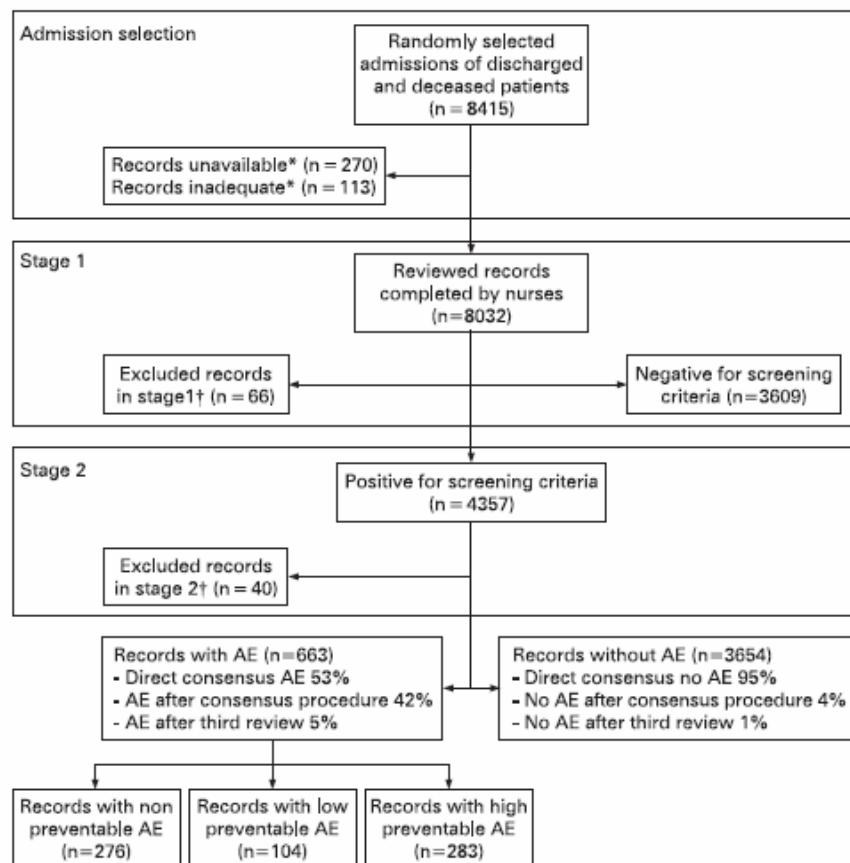 Admission selection
Randomly selected
admissions of discharged
and deceased patients
(n = 8415)
Records unavailable* (n = 270)
Records inadequate* (n = 113)
Stage 1
Reviewed records
completed by nurses
(n=8032)
Excluded records
in stage1† (n = 66)
Negative for screening
criteria (n=3609)
Stage 2
Positive for screening criteria
(n = 4357)
Excluded records
in stage 2† (n = 40)
Records with AE (n=663)
- Direct consensus AE 53%
- AE after consensus procedure 42%
- AE after third review 5%
Records without AE (n=3654)
- Direct consensus no AE 95%
- No AE after consensus procedure 4%
- No AE after third review 1%
Records with non
preventable AE
(n=276)
Records with low
preventable AE
(n=104)
Records with high
preventable AE
(n=283)